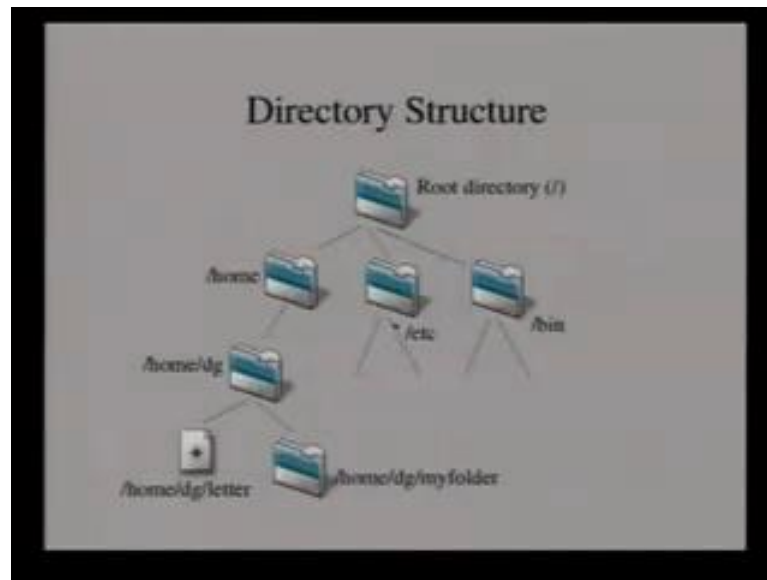 Directory Structure
Root directory (/)
/home
/etc
/bin
/home/dg
/home/dg/letter
/home/dg/myfolder